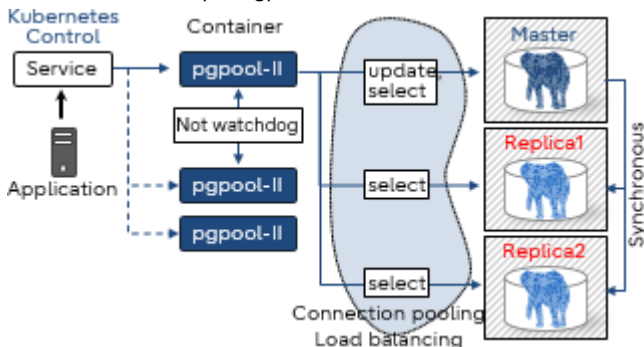 Kubernetes
Control
Container
Service
pgpool-II
update,
select
Master
Not watchdog
Application
pgpool-II
select
Replica1
Synchronous
pgpool-II
Replica2
select
Connection pooling
Load balancing